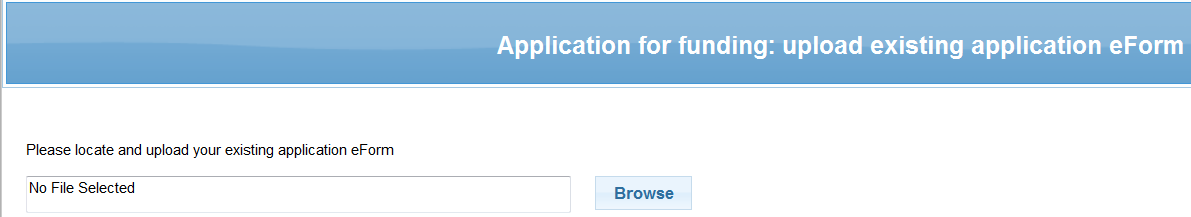 Application for funding: upload existing application eForm
Please locate and upload your existing application eForm
No File Selected
Browse